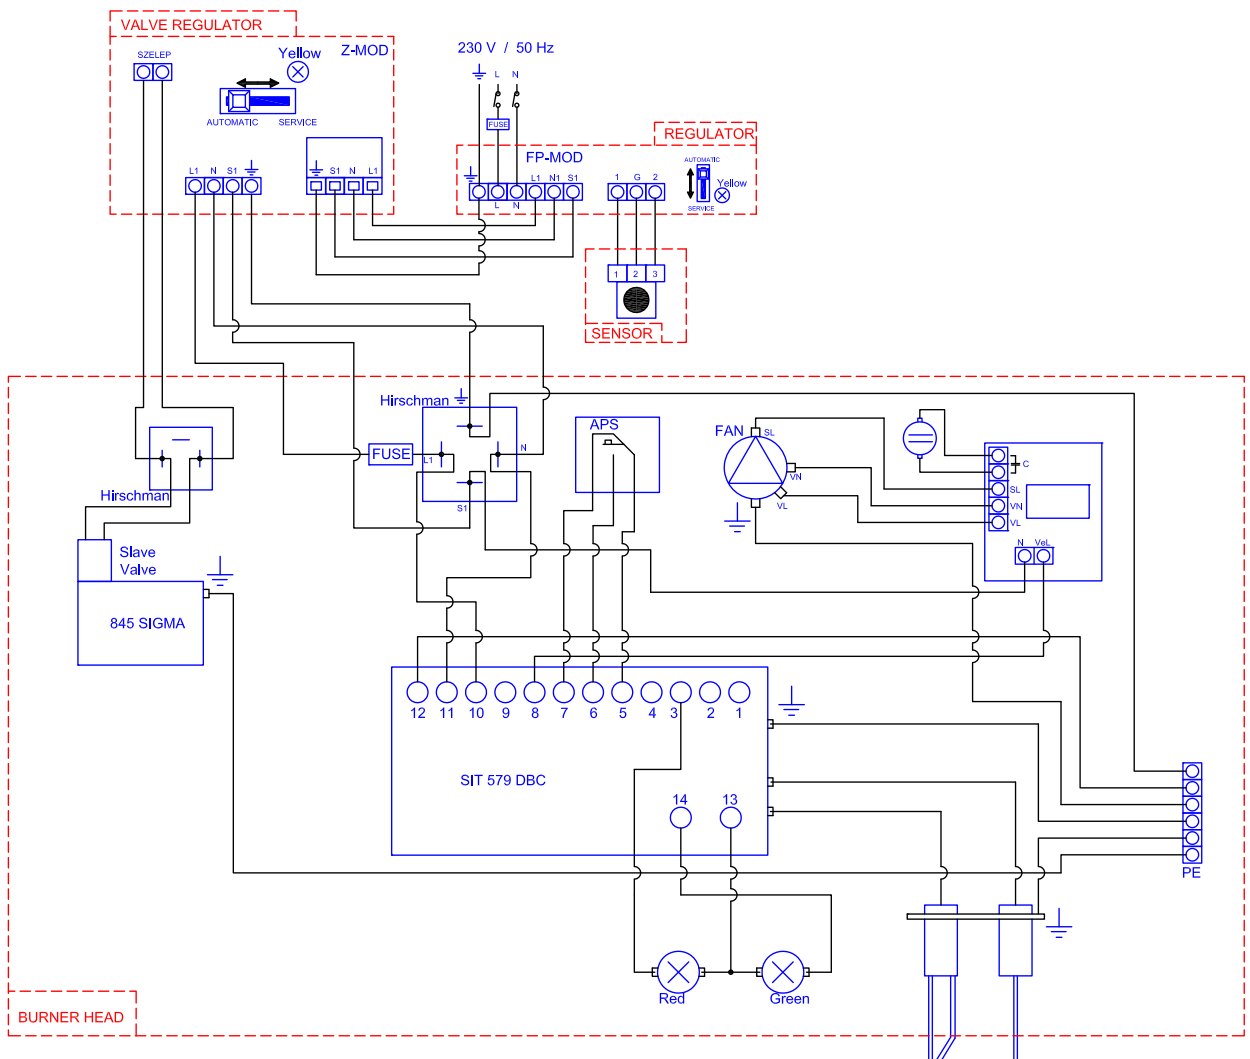 VALVE REGULATOR
SZELEP
Yellow
Z-MOD
AUTOMATIC
SERVICE
L1 N S1
S1 N L1
230 V / 50 Hz
L N
FUSE
REGULATOR
FP-MOD
L1 N1 S1
L N
1 G 2
AUTOMATIC
Yellow
SERVICE
1 2 3
SENSOR
Hirschman
FUSE
L1
N
S1
APS
FAN
SL
VN
VL
C
SL
VN
VL
N VeL
Hirschman
Slave
Valve
845 SIGMA
12 11 10 9 8 7 6 5 4 3 2 1
SIT 579 DBC
14 13
PE
Red
Green
BURNER HEAD